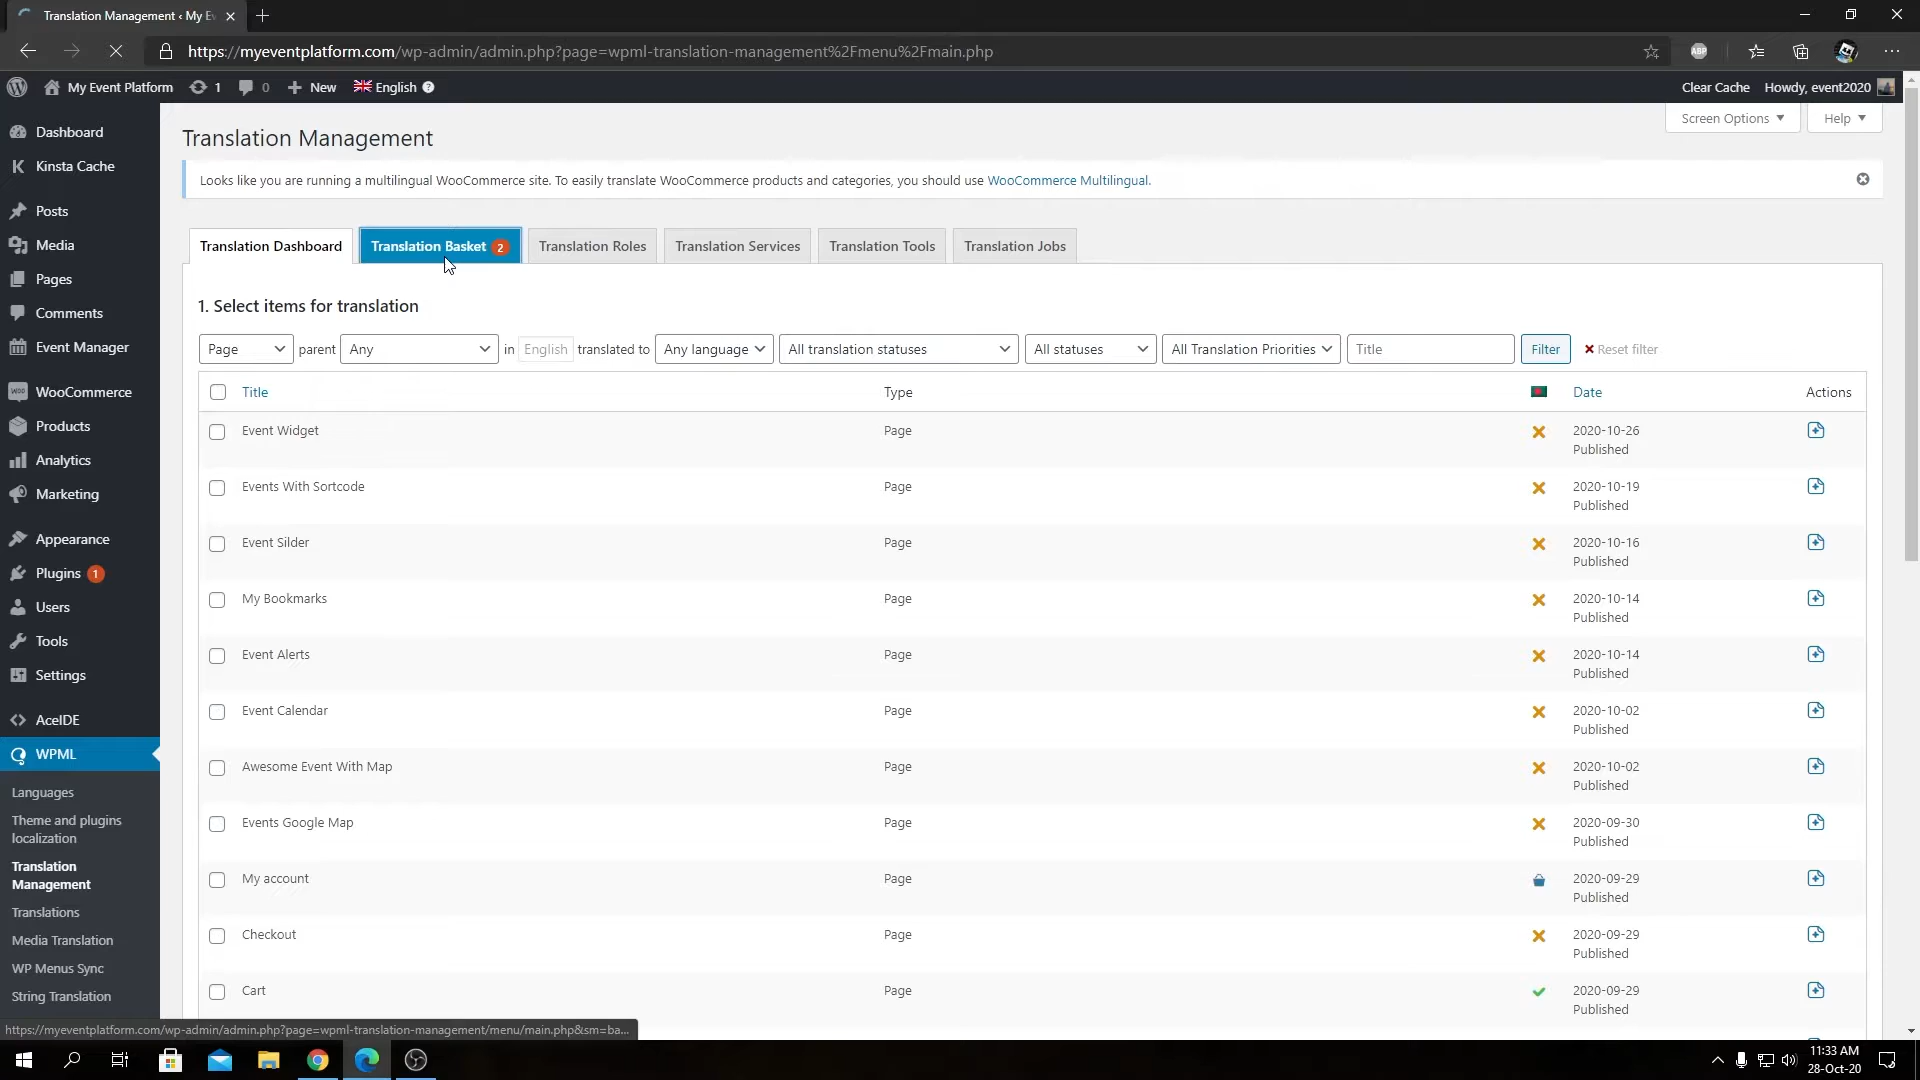 Translation Management ‹ My Ev
https://myeventplatform.com/wp-admin/admin.php?page=wpml-translation-management%2Fmenu%2Fmain.php
ABP
My Event Platform 1 0 New English Clear Cache Howdy, event2020
Screen Options Help
Dashboard
Kinsta Cache
Posts
Media
Pages
Comments
Event Manager
WooCommerce
Products
Analytics
Marketing
Appearance
Plugins 1
Users
Tools
Settings
AceIDE
WPML
Languages
Theme and plugins
localization
Translation
Management
Translations
Media Translation
WP Menus Sync
String Translation
Translation Management
Looks like you are running a multilingual WooCommerce site. To easily translate WooCommerce products and categories, you should use WooCommerce Multilingual.
Translation Dashboard Translation Basket 2 Translation Roles Translation Services Translation Tools Translation Jobs
1. Select items for translation
Page parent Any in English translated to Any language All translation statuses All statuses All Translation Priorities Title Filter Reset filter
Title Type Date Actions
Event Widget Page 2020-10-26
Published
Events With Sortcode Page 2020-10-19
Published
Event Silder Page 2020-10-16
Published
My Bookmarks Page 2020-10-14
Published
Event Alerts Page 2020-10-14
Published
Event Calendar Page 2020-10-02
Published
Awesome Event With Map Page 2020-10-02
Published
Events Google Map Page 2020-09-30
Published
My account Page 2020-09-29
Published
Checkout Page 2020-09-29
Published
Cart Page 2020-09-29
Published
https://myeventplatform.com/wp-admin/admin.php?page=wpml-translation-management/menu/main.php&sm=ba...
11:33 AM
28-Oct-20